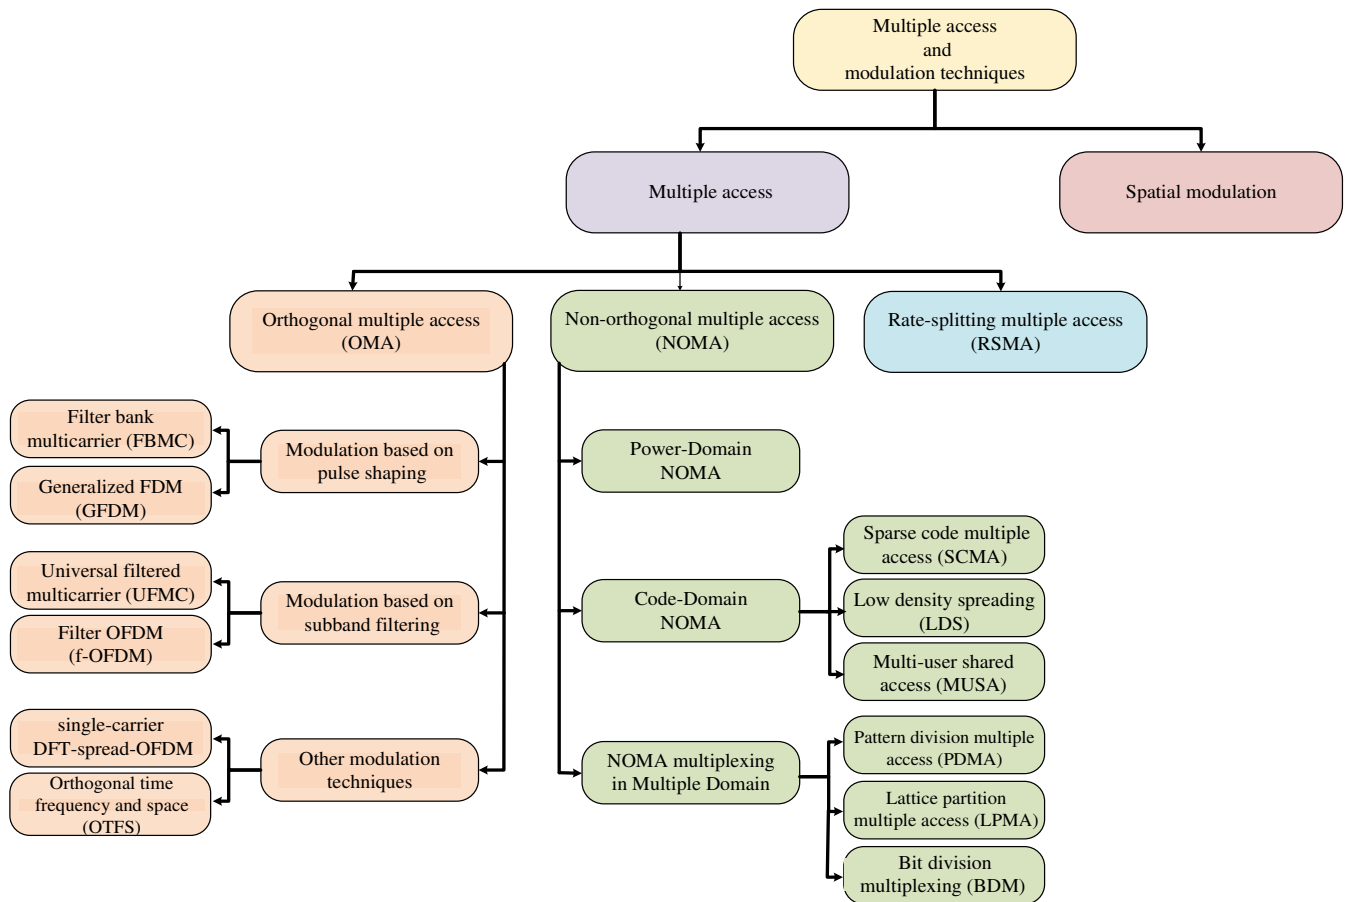 Multiple access
and
modulation techniques
Multiple access
Spatial modulation
Orthogonal multiple access
(OMA)
Non-orthogonal multiple access
(NOMA)
Rate-splitting multiple access
(RSMA)
Filter bank
multicarrier (FBMC)
Generalized FDM
(GFDM)
Modulation based on
pulse shaping
Universal filtered
multicarrier (UFMC)
Filter OFDM
(f-OFDM)
Modulation based on
subband filtering
single-carrier
DFT-spread-OFDM
Orthogonal time
frequency and space
(OTFS)
Other modulation
techniques
Power-Domain
NOMA
Code-Domain
NOMA
Sparse code multiple
access (SCMA)
Low density spreading
(LDS)
Multi-user shared
access (MUSA)
NOMA multiplexing
in Multiple Domain
Pattern division multiple
access (PDMA)
Lattice partition
multiple access (LPMA)
Bit division
multiplexing (BDM)